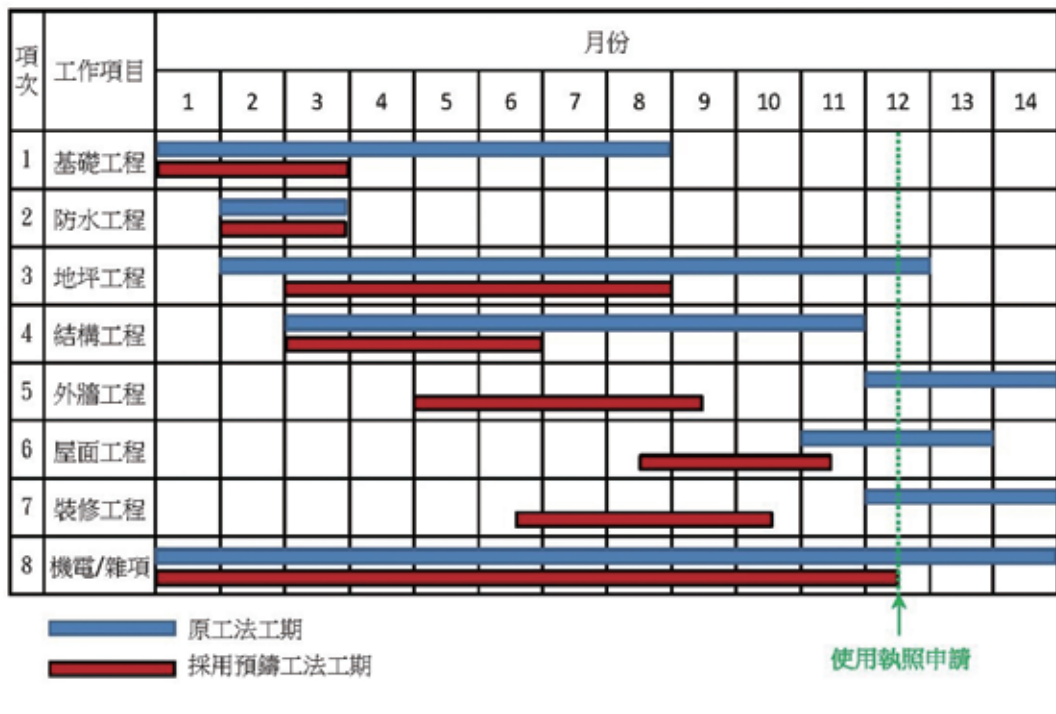 項次 工作項目 月份
1 2 3 4 5 6 7 8 9 10 11 12 13 14
1 基礎工程
2 防水工程
3 地坪工程
4 結構工程
5 外牆工程
6 屋面工程
7 裝修工程
8 機電/雜項
原工法工期
採用預鑄工法工期
使用執照申請